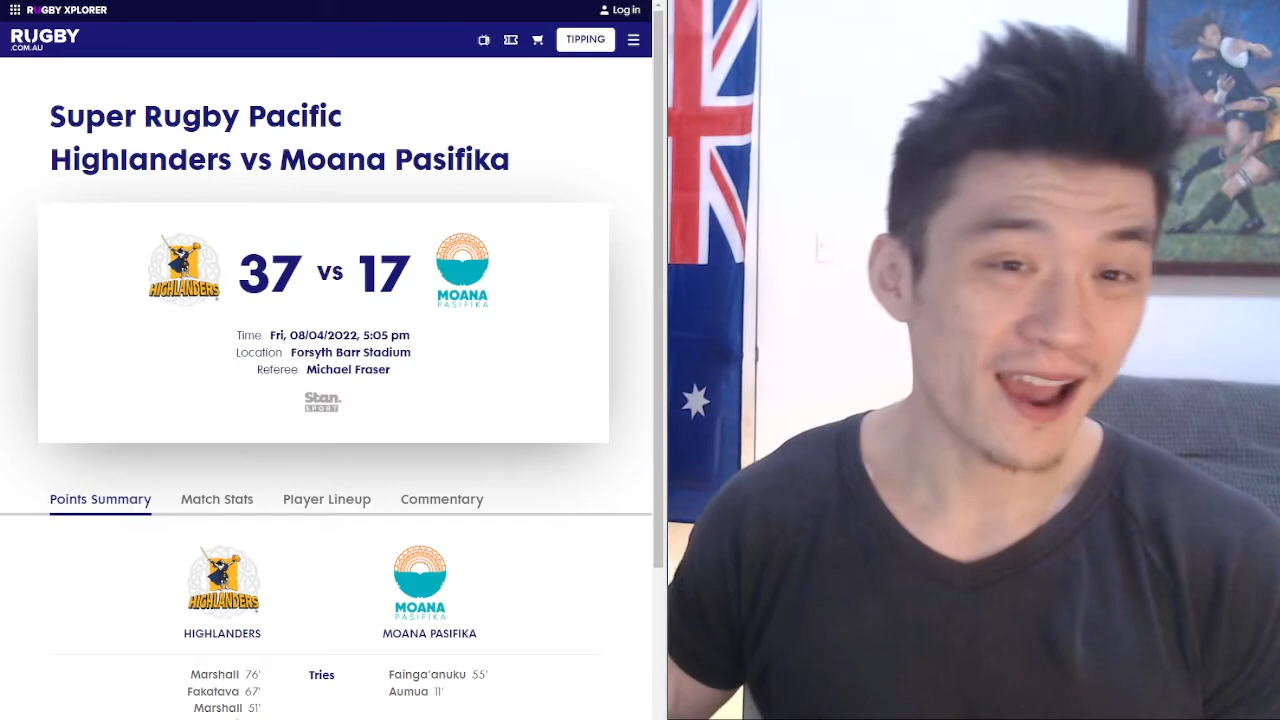 RUGBY XPLORER
Log in
RUGBY
.COM.AU
TIPPING
Super Rugby Pacific
Highlanders vs Moana Pasifika
HIGHLANDERS
37 vs 17
MOANA
PASIFIKA
Time Fri, 08/04/2022, 5:05 pm
Location Forsyth Barr Stadium
Referee Michael Fraser
Stan.
SPORT
Points Summary Match Stats Player Lineup Commentary
HIGHLANDERS
MOANA
PASIFIKA
HIGHLANDERS MOANA PASIFIKA
Marshall 76' Tries Fainga'anuku 55'
Fakatava 67' Aumua 11'
Marshall 51'